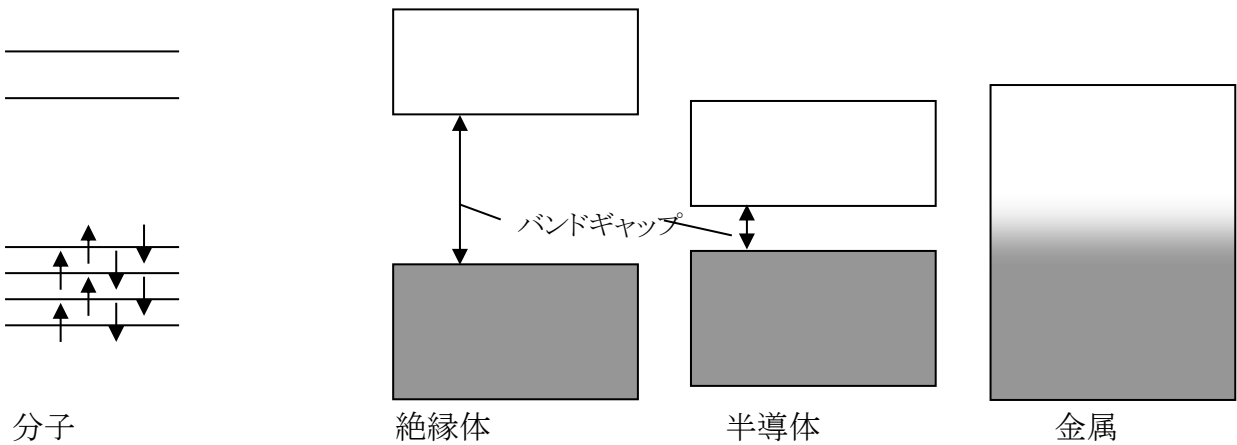 バンドギャップ
分子
絶縁体
半導体
金属